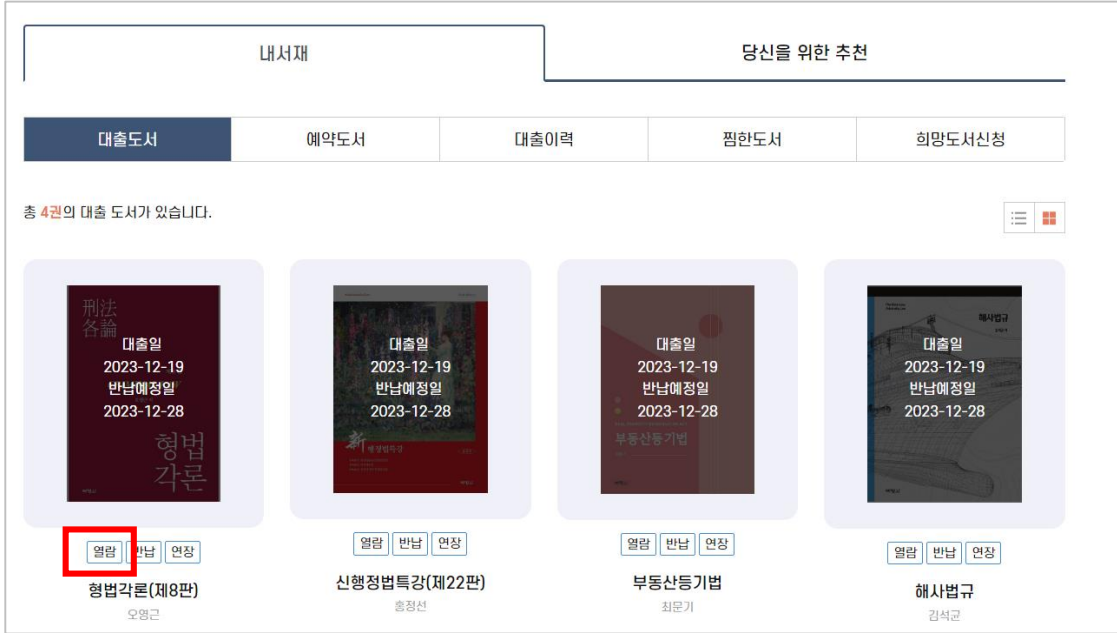 내서재
당신을 위한 추천
대출도서
예약도서
대출이력
찜한도서
희망도서신청
총 4권의 대출 도서가 있습니다.
刑法
各論
대출일
2023-12-19
반납예정일
2023-12-28
형법
각론
열람 반납 연장
형법각론(제8판)
오영근
대출일
2023-12-19
반납예정일
2023-12-28
新 행정법특강
열람 반납 연장
신행정법특강(제22판)
홍정선
대출일
2023-12-19
반납예정일
2023-12-28
부동산등기법
열람 반납 연장
부동산등기법
최문기
해사법규
대출일
2023-12-19
반납예정일
2023-12-28
열람 반납 연장
해사법규
김석균